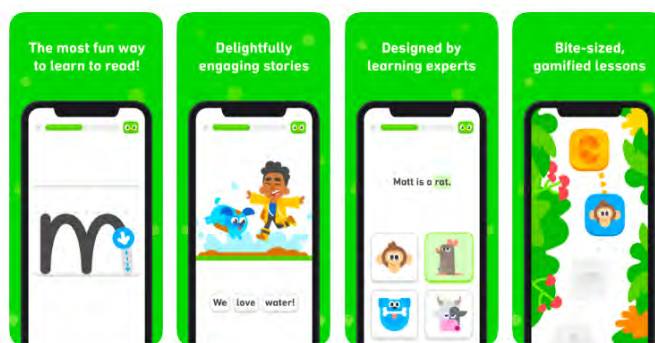 The most fun way
to learn to read!
m
Delightfully
engaging stories
We love water!
Designed by
learning experts
Matt is a rat.
Bite-sized,
gamified lessons